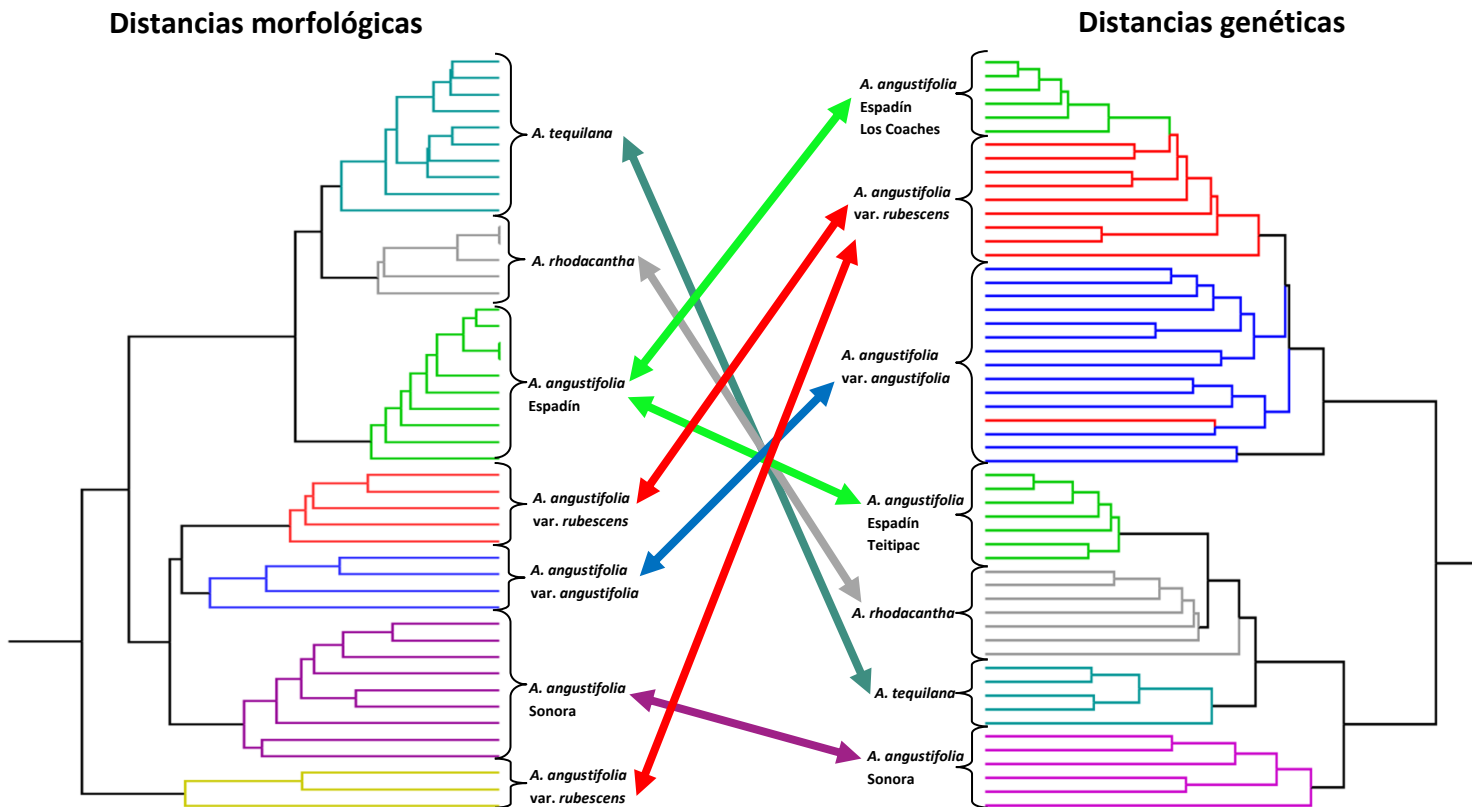 Distancias morfológicas
A. tequilana
A. rhodacantha
A. angustifolia
Espadín
A. angustifolia
var. rubescens
A. angustifolia
var. angustifolia
A. angustifolia
Sonora
A. angustifolia
var. rubescens
Distancias genéticas
A. angustifolia
Espadín
Los Coaches
A. angustifolia
var. rubescens
A. angustifolia
var. angustifolia
A. angustifolia
Espadín
Teitipac
A. rhodacantha
A. tequilana
A. angustifolia
Sonora